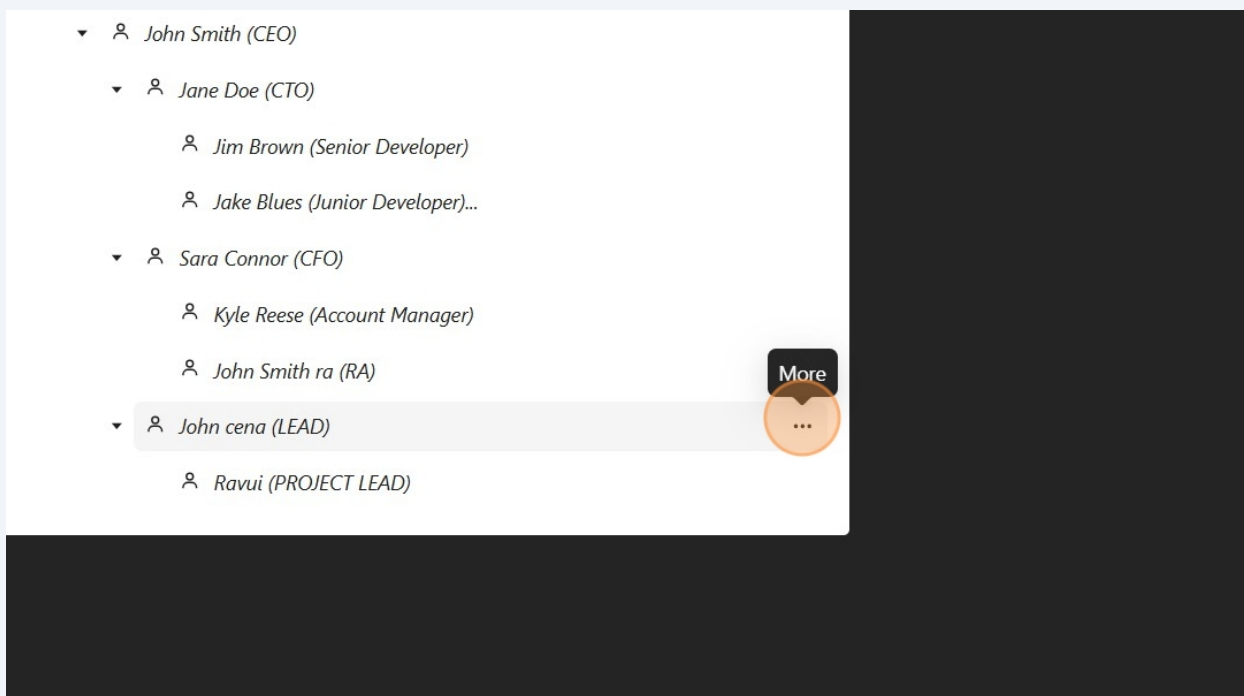 John Smith (CEO)
Jane Doe (CTO)
Jim Brown (Senior Developer)
Jake Blues (Junior Developer)...
Sara Connor (CFO)
Kyle Reese (Account Manager)
John Smith ra (RA)
More
John cena (LEAD)
...
Ravui (PROJECT LEAD)